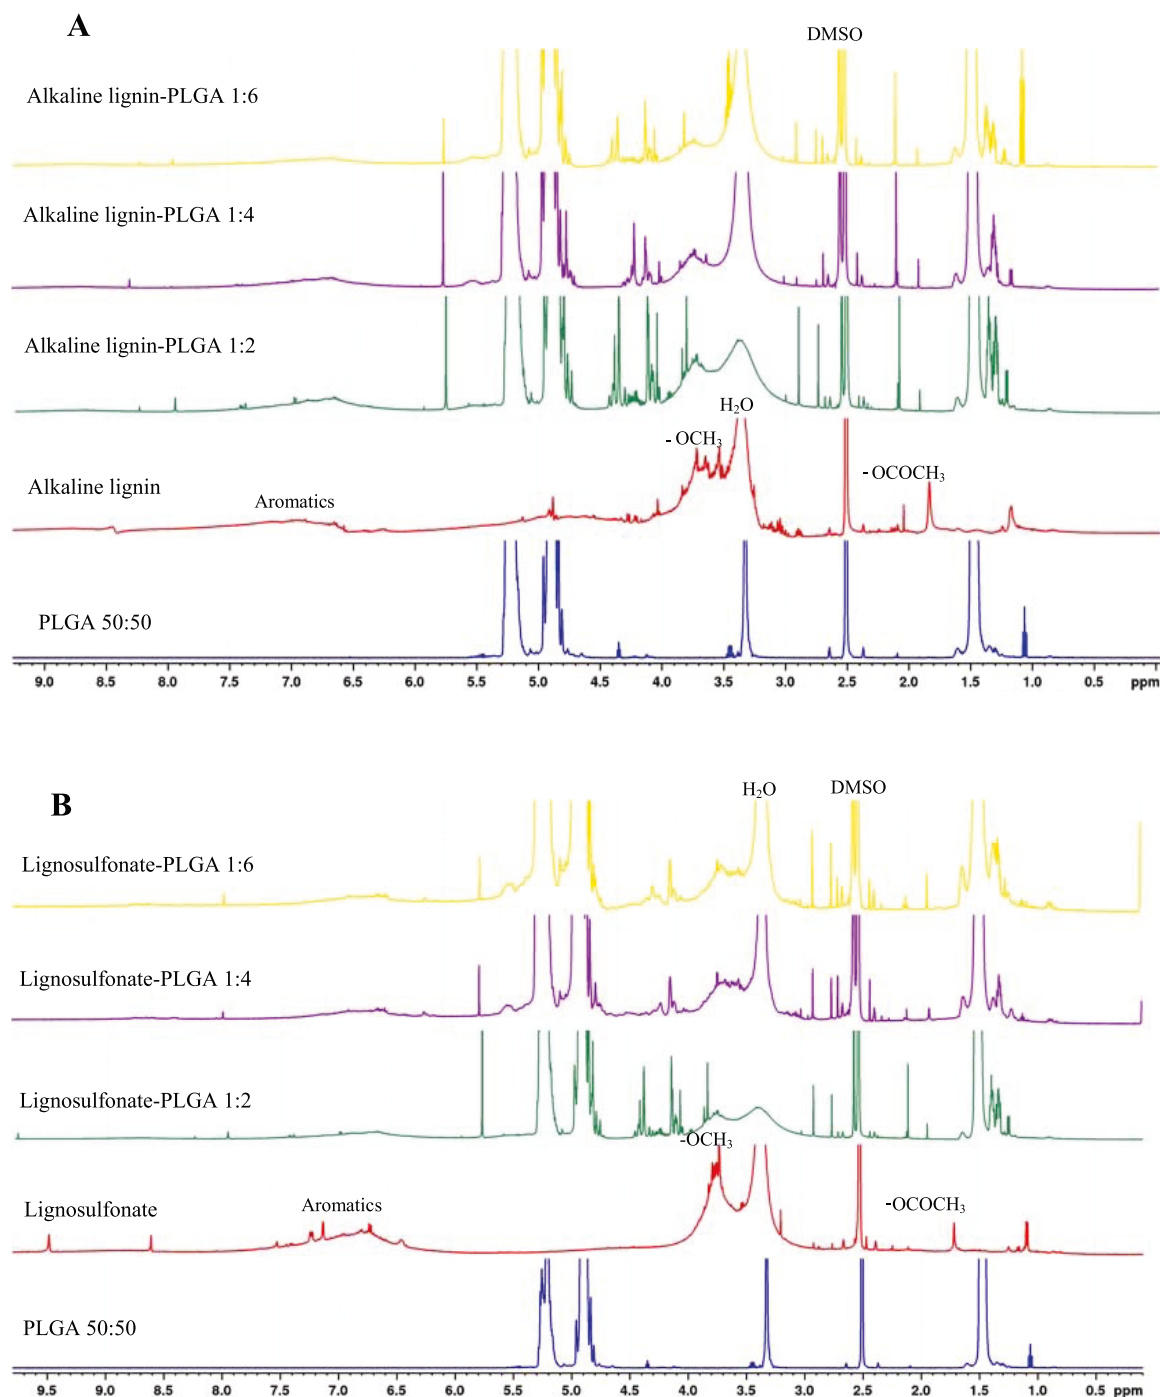 A
DMSO
Alkaline lignin-PLGA 1:6
Alkaline lignin-PLGA 1:4
Alkaline lignin-PLGA 1:2
H₂O
- OCH₃
- OCOCH₃
Alkaline lignin
Aromatics
PLGA 50:50
9.0 8.5 8.0 7.5 7.0 6.5 6.0 5.5 5.0 4.5 4.0 3.5 3.0 2.5 2.0 1.5 1.0 0.5 ppm
B
H₂O
DMSO
Lignosulfonate-PLGA 1:6
Lignosulfonate-PLGA 1:4
Lignosulfonate-PLGA 1:2
-OCH₃
Lignosulfonate
Aromatics
-OCOCH₃
PLGA 50:50
9.5 9.0 8.5 8.0 7.5 7.0 6.5 6.0 5.5 5.0 4.5 4.0 3.5 3.0 2.5 2.0 1.5 1.0 0.5 ppm